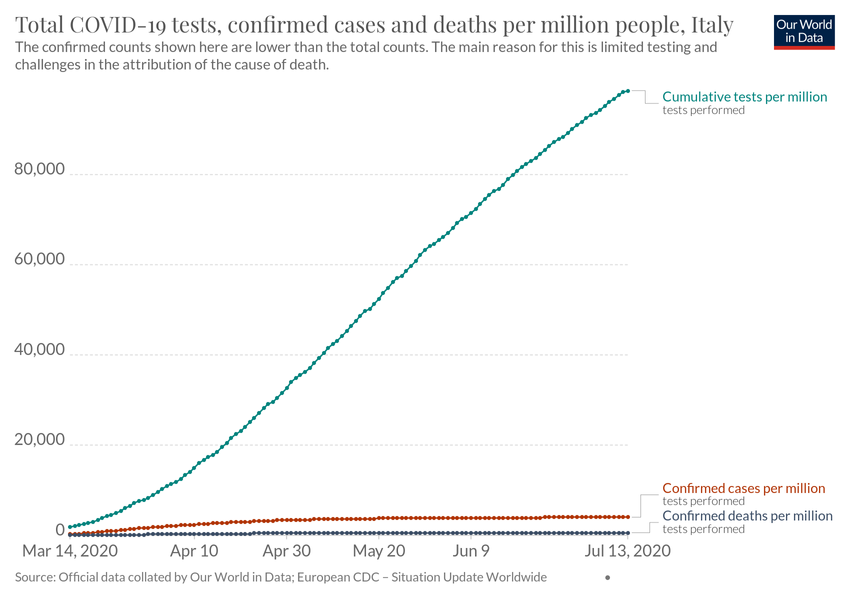 Total COVID-19 tests, confirmed cases and deaths per million people, Italy
Our World
in Data
The confirmed counts shown here are lower than the total counts. The main reason for this is limited testing and
challenges in the attribution of the cause of death.
Cumulative tests per million
tests performed
80,000
60,000
40,000
20,000
0
Confirmed cases per million
tests performed
Confirmed deaths per million
tests performed
Mar 14, 2020
Apr 10
Apr 30
May 20
Jun 9
Jul 13, 2020
Source: Official data collated by Our World in Data; European CDC – Situation Update Worldwide